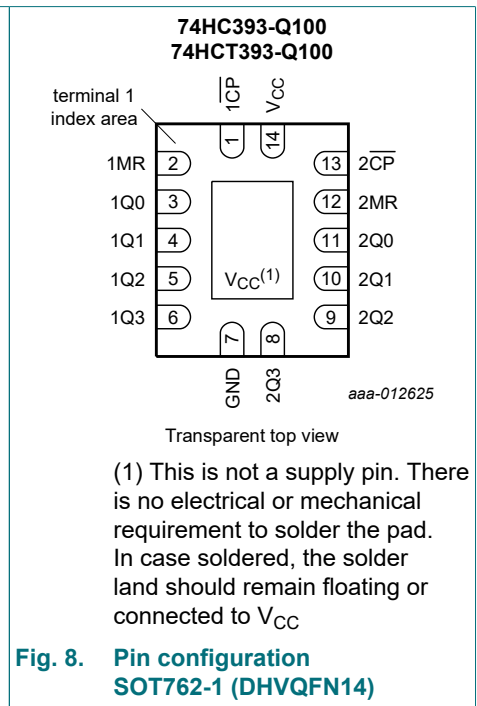 74HC393-Q100
74HCT393-Q100
terminal 1
index area
1C̅P̅
VCC
1
14
1MR 2
13 2C̅P̅
1Q0 3
12 2MR
1Q1 4
11 2Q0
1Q2 5
VCC(1)
10 2Q1
1Q3 6
9 2Q2
7
8
GND
2Q3
aaa-012625
Transparent top view
(1) This is not a supply pin. There
is no electrical or mechanical
requirement to solder the pad.
In case soldered, the solder
land should remain floating or
connected to VCC
Fig. 8. Pin configuration
SOT762-1 (DHVQFN14)